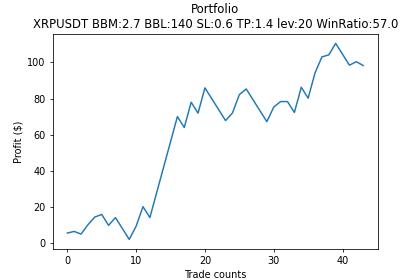 Portfolio
XRPUSDT BBM:2.7 BBL:140 SL:0.6 TP:1.4 lev:20 WinRatio:57.0
100
80
60
40
20
0
Profit ($)
0 10 20 30 40
Trade counts